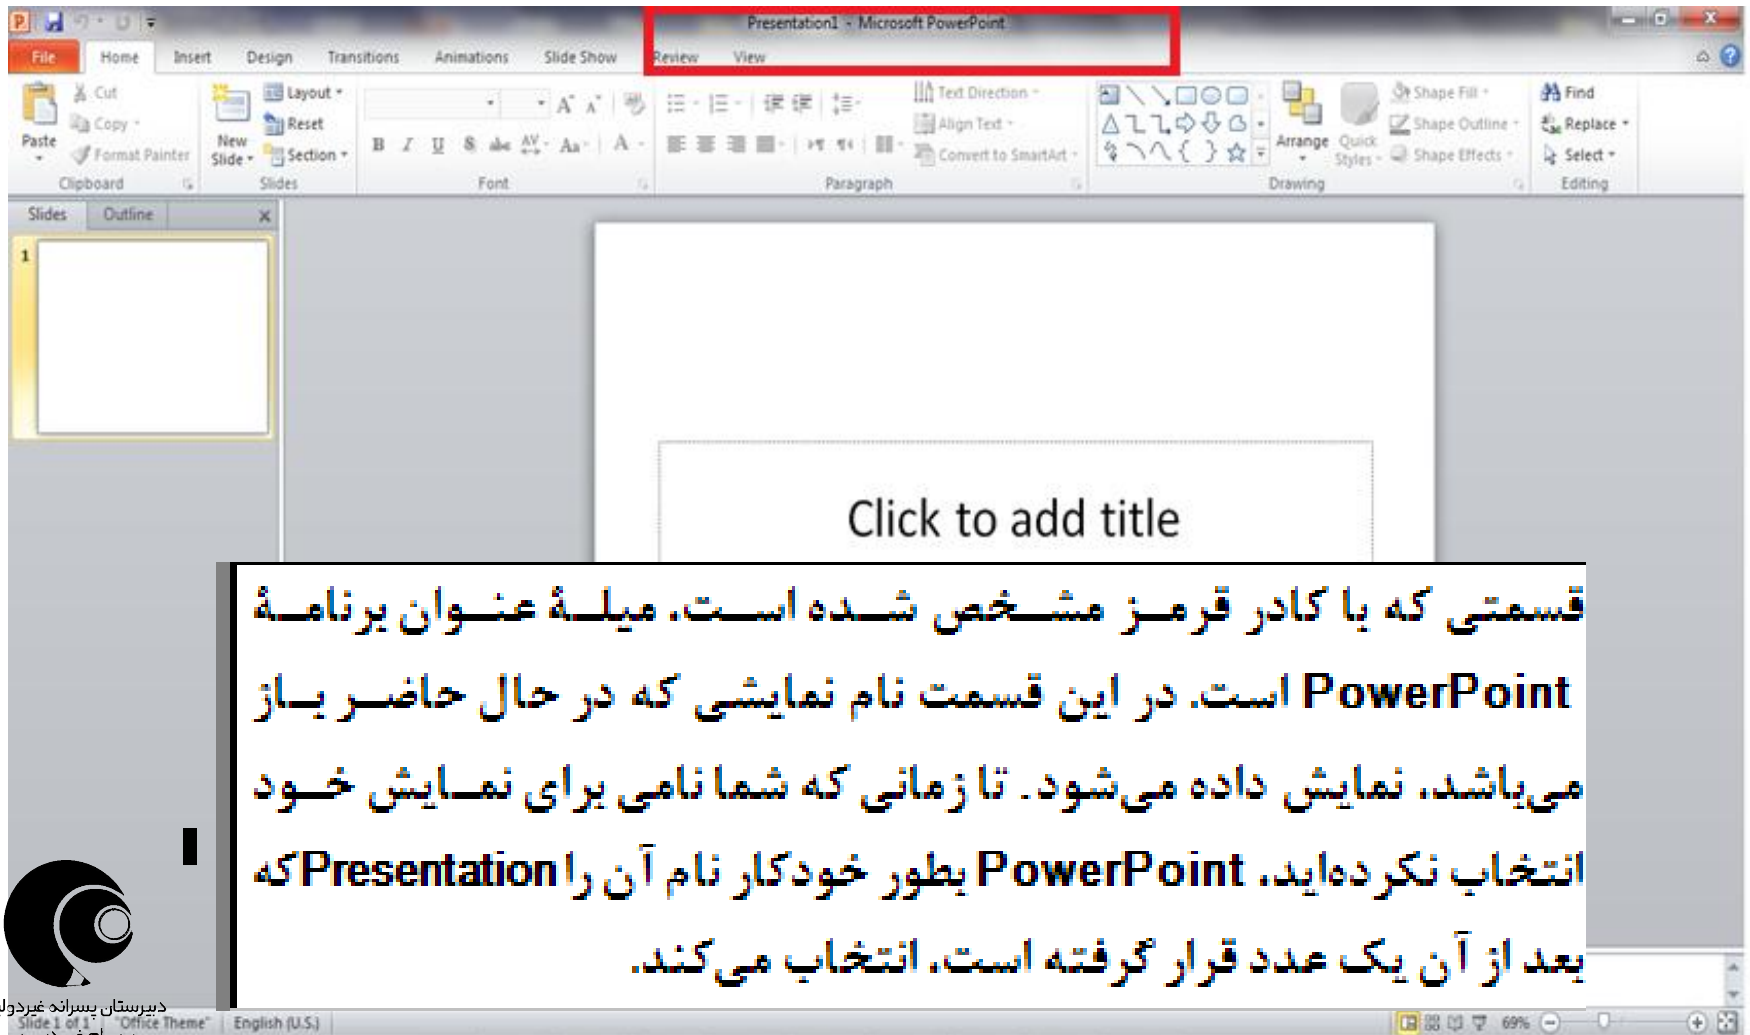 Presentation1 - Microsoft PowerPoint
File Home Insert Design Transitions Animations Slide Show Review View
Cut Layout Text Direction Shape Fill Find
Copy Reset Align Text Shape Outline Replace
Paste New Slide Arrange Quick Styles
Format Painter Section B I U S abc AV Aa A Convert to SmartArt Shape Effects Select
Clipboard Slides Font Paragraph Drawing Editing
Slides Outline
1
Click to add title
قسمتی که با کادر قرمز مشخص شده است، میلهٔ عنوان برنامهٔ
PowerPoint است. در این قسمت نام نمایشی که در حال حاضر باز
می‌باشد، نمایش داده می‌شود. تا زمانی که شما نامی برای نمایش خود
انتخاب نکرده‌اید، PowerPoint بطور خودکار نام آن را Presentation که
بعد از آن یک عدد قرار گرفته است، انتخاب می‌کند.
دبیرستان پسرانه
Slide 1 of 1 "Office Theme" English (U.S.) 69%